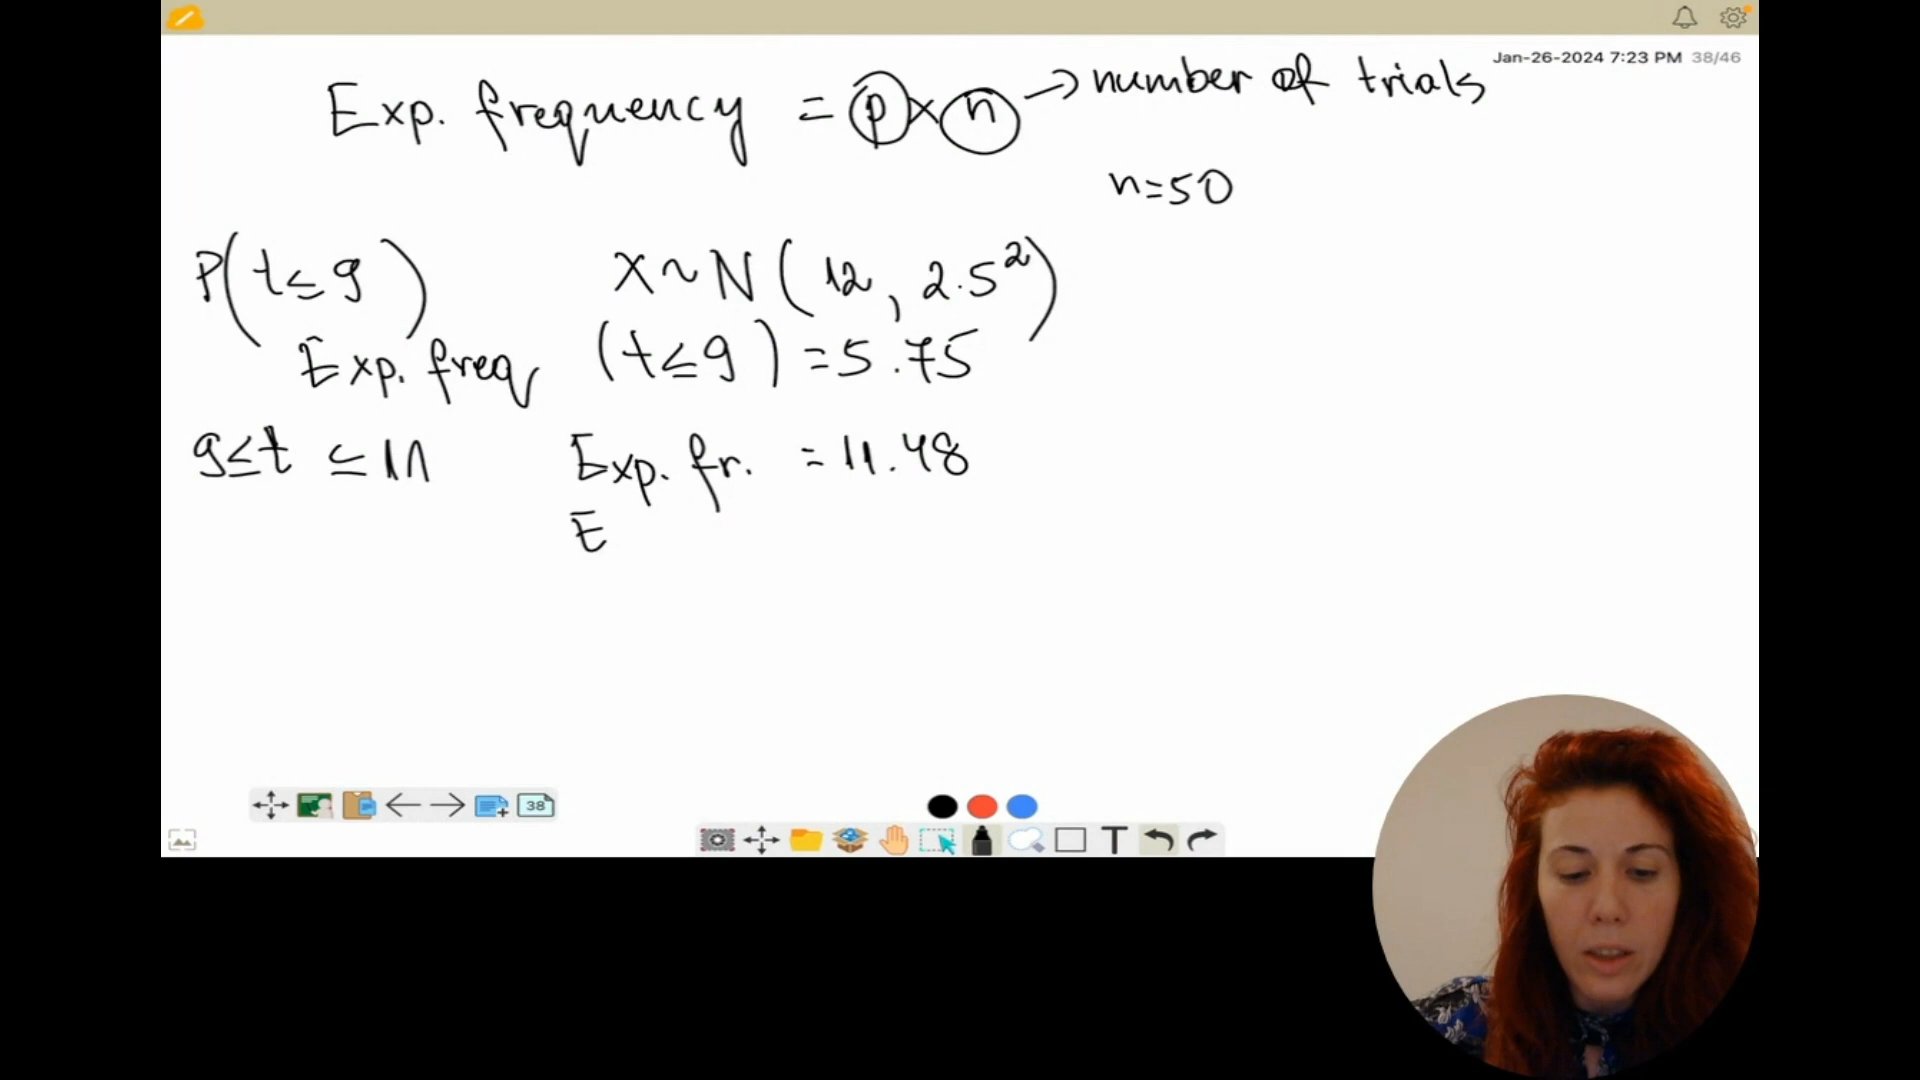 Jan-26-2024 7:23 PM 38/46
Exp. frequency = p × n → number of trials
n=50
P(t≤9) X~N(12, 2.5²)
Exp. freq (t≤9) = 5.75
9≤t≤11 Exp. fr. = 11.48
E
38
T